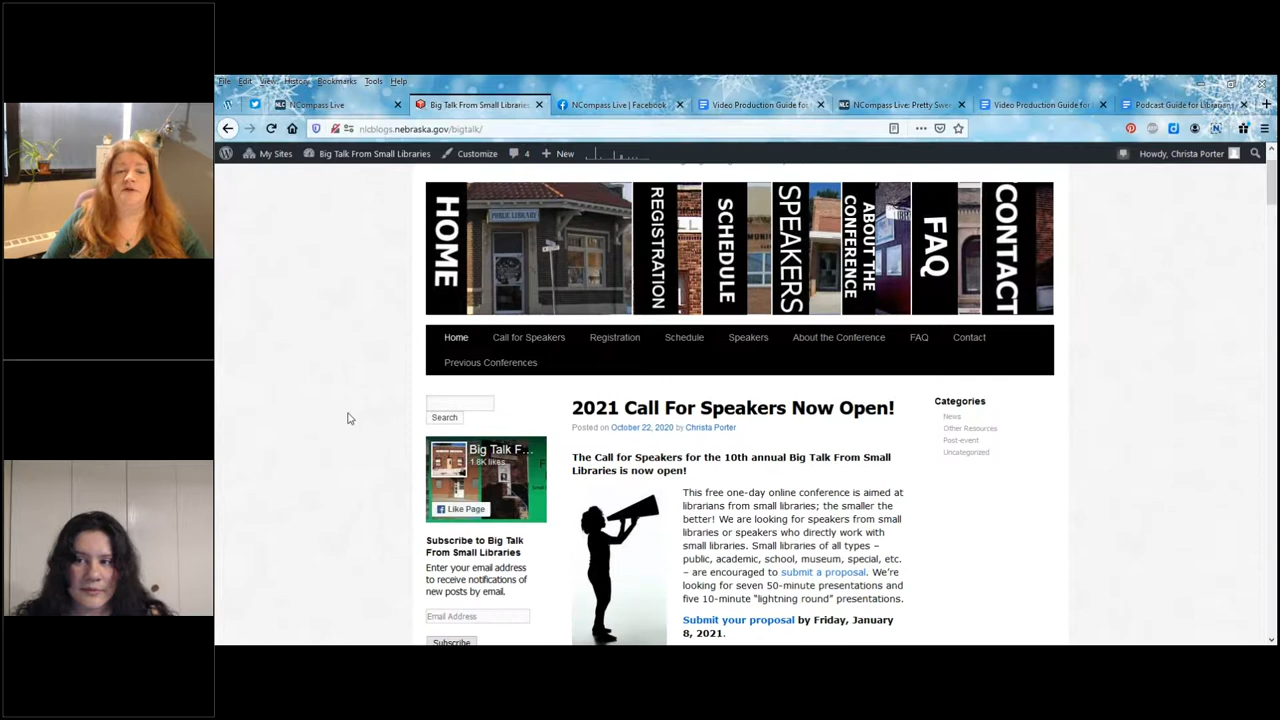 File Edit View History Bookmarks Tools Help
NCompass Live
Big Talk From Small Libraries
NCompass Live | Facebook
Video Production Guide for
NCompass Live: Pretty Swee
Video Production Guide for
Podcast Guide for Librarians
nlcblogs.nebraska.gov/bigtalk/
My Sites Big Talk From Small Libraries Customize 4 New Howdy, Christa Porter
HOME
PUBLIC LIBRARY
REGISTRATION
SCHEDULE
SPEAKERS
ABOUT THE
CONFERENCE
FAQ
CONTACT
Home Call for Speakers Registration Schedule Speakers About the Conference FAQ Contact
Previous Conferences
Search
Big Talk F...
1.6K likes
Like Page
Subscribe to Big Talk
From Small Libraries
Enter your email address
to receive notifications of
new posts by email.
Email Address
Subscribe
2021 Call For Speakers Now Open!
Posted on October 22, 2020 by Christa Porter
The Call for Speakers for the 10th annual Big Talk From Small
Libraries is now open!
This free one-day online conference is aimed at
librarians from small libraries; the smaller the
better! We are looking for speakers from small
libraries or speakers who directly work with
small libraries. Small libraries of all types –
public, academic, school, museum, special, etc.
– are encouraged to submit a proposal. We're
looking for seven 50-minute presentations and
five 10-minute "lightning round" presentations.
Submit your proposal by Friday, January
8, 2021.
Categories
News
Other Resources
Post-event
Uncategorized